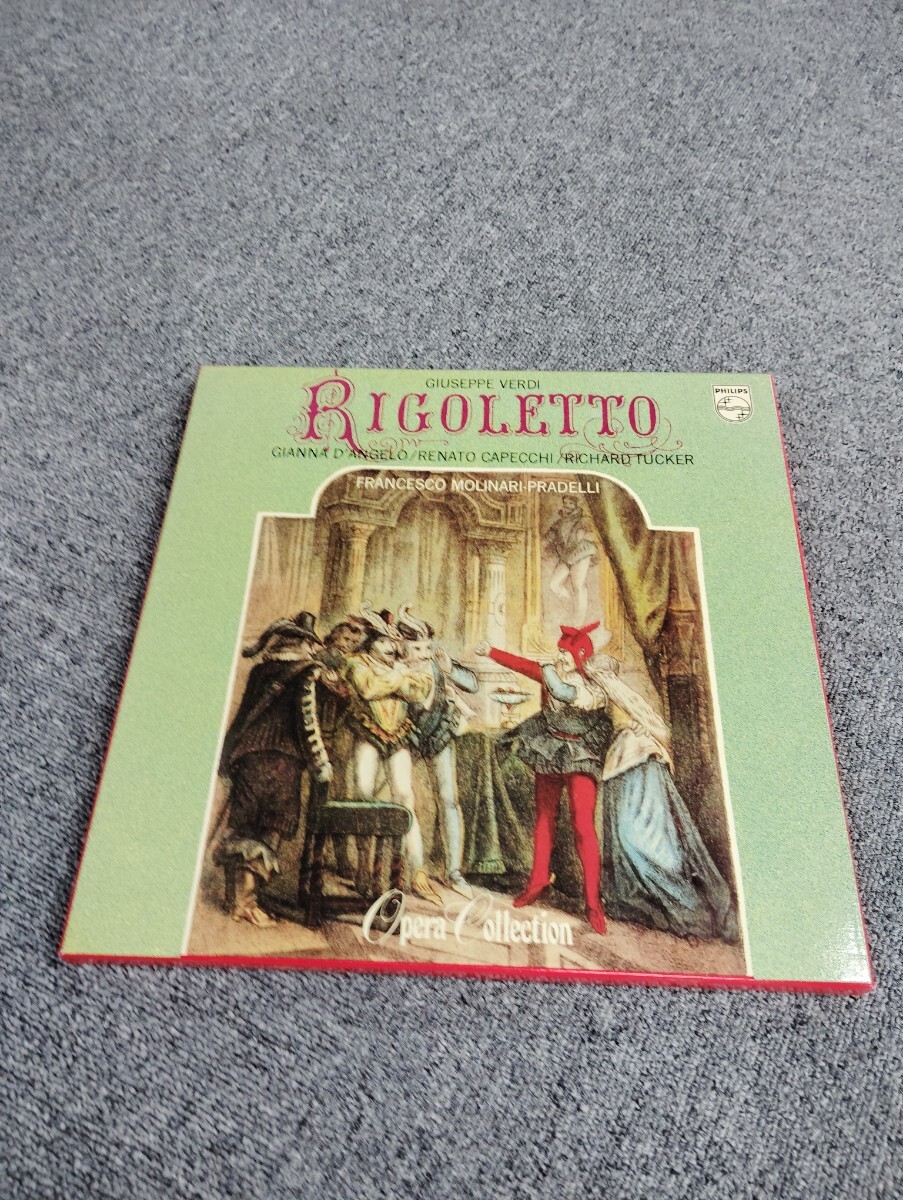 GIUSEPPE VERDI
RIGOLETTO
PHILIPS
GIANNA D'ANGELO/RENATO CAPECCHI/RICHARD TUCKER
FRANCESCO MOLINARI-PRADELLI
Opera Collection